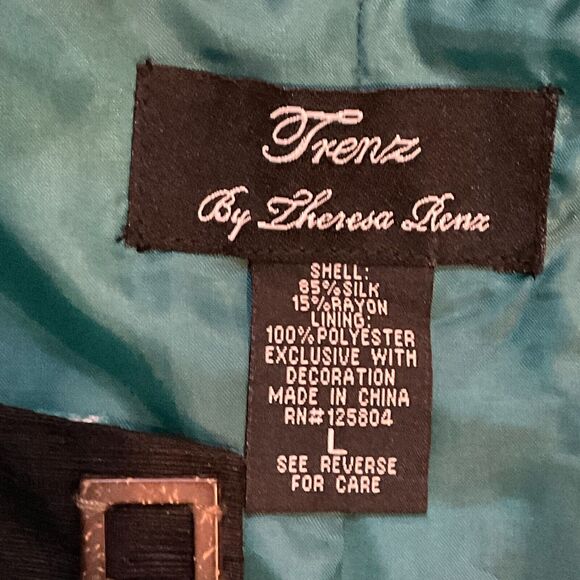 Trenz
By Theresa Renz
SHELL:
85%SILK
15%RAYON
LINING:
100%POLYESTER
EXCLUSIVE WITH
DECORATION
MADE IN CHINA
RN#125804
L
SEE REVERSE
FOR CARE